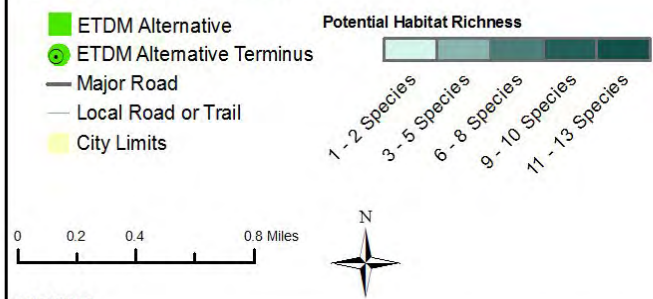 ETDM Alternative
ETDM Alternative Terminus
Major Road
Local Road or Trail
City Limits
Potential Habitat Richness
1 - 2 Species
3 - 5 Species
6 - 8 Species
9 - 10 Species
11 - 13 Species
0 0.2 0.4 0.8 Miles
N